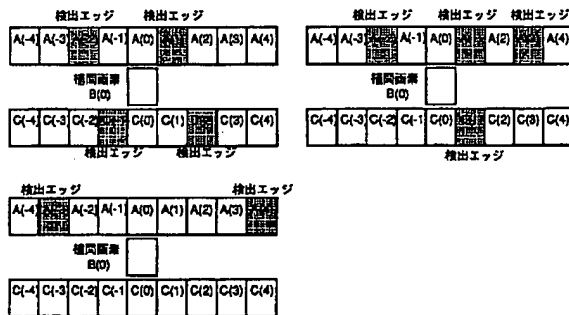 検出エッジ 検出エッジ
A(-4) A(-3) A(-1) A(0) A(2) A(3) A(4)
補間画素
B(0)
C(-4) C(-3) C(-2) C(0) C(1) C(3) C(4)
検出エッジ 検出エッジ
検出エッジ 検出エッジ 検出エッジ
A(-4) A(-3) A(-1) A(0) A(2) A(4)
補間画素
B(0)
C(-4) C(-3) C(-2) C(-1 C(0) C(2) C(3) C(4)
検出エッジ
検出エッジ 検出エッジ
A(-4) A(-2) A(-1) A(0) A(1) A(2) A(3)
補間画素
B(0)
C(-4) C(-3) C(-2) C(-1 C(0) C(1) C(2) C(3) C(4)